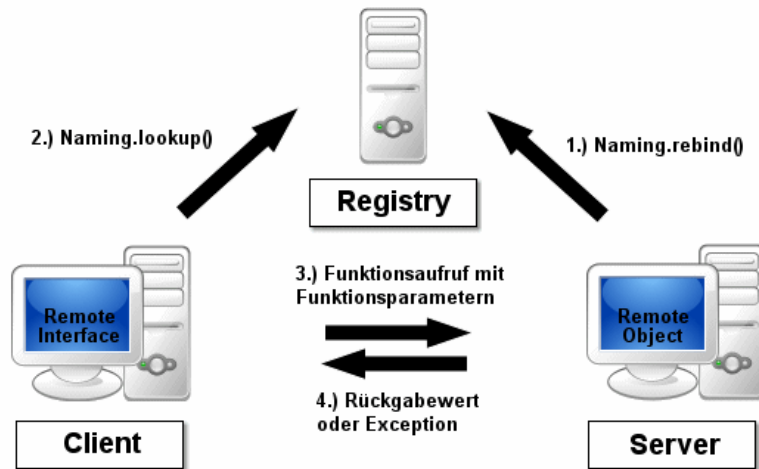 2.) Naming.lookup()
1.) Naming.rebind()
Registry
3.) Funktionsaufruf mit
Funktionsparametern
Remote
Interface
Remote
Object
4.) Rückgabewert
oder Exception
Client
Server